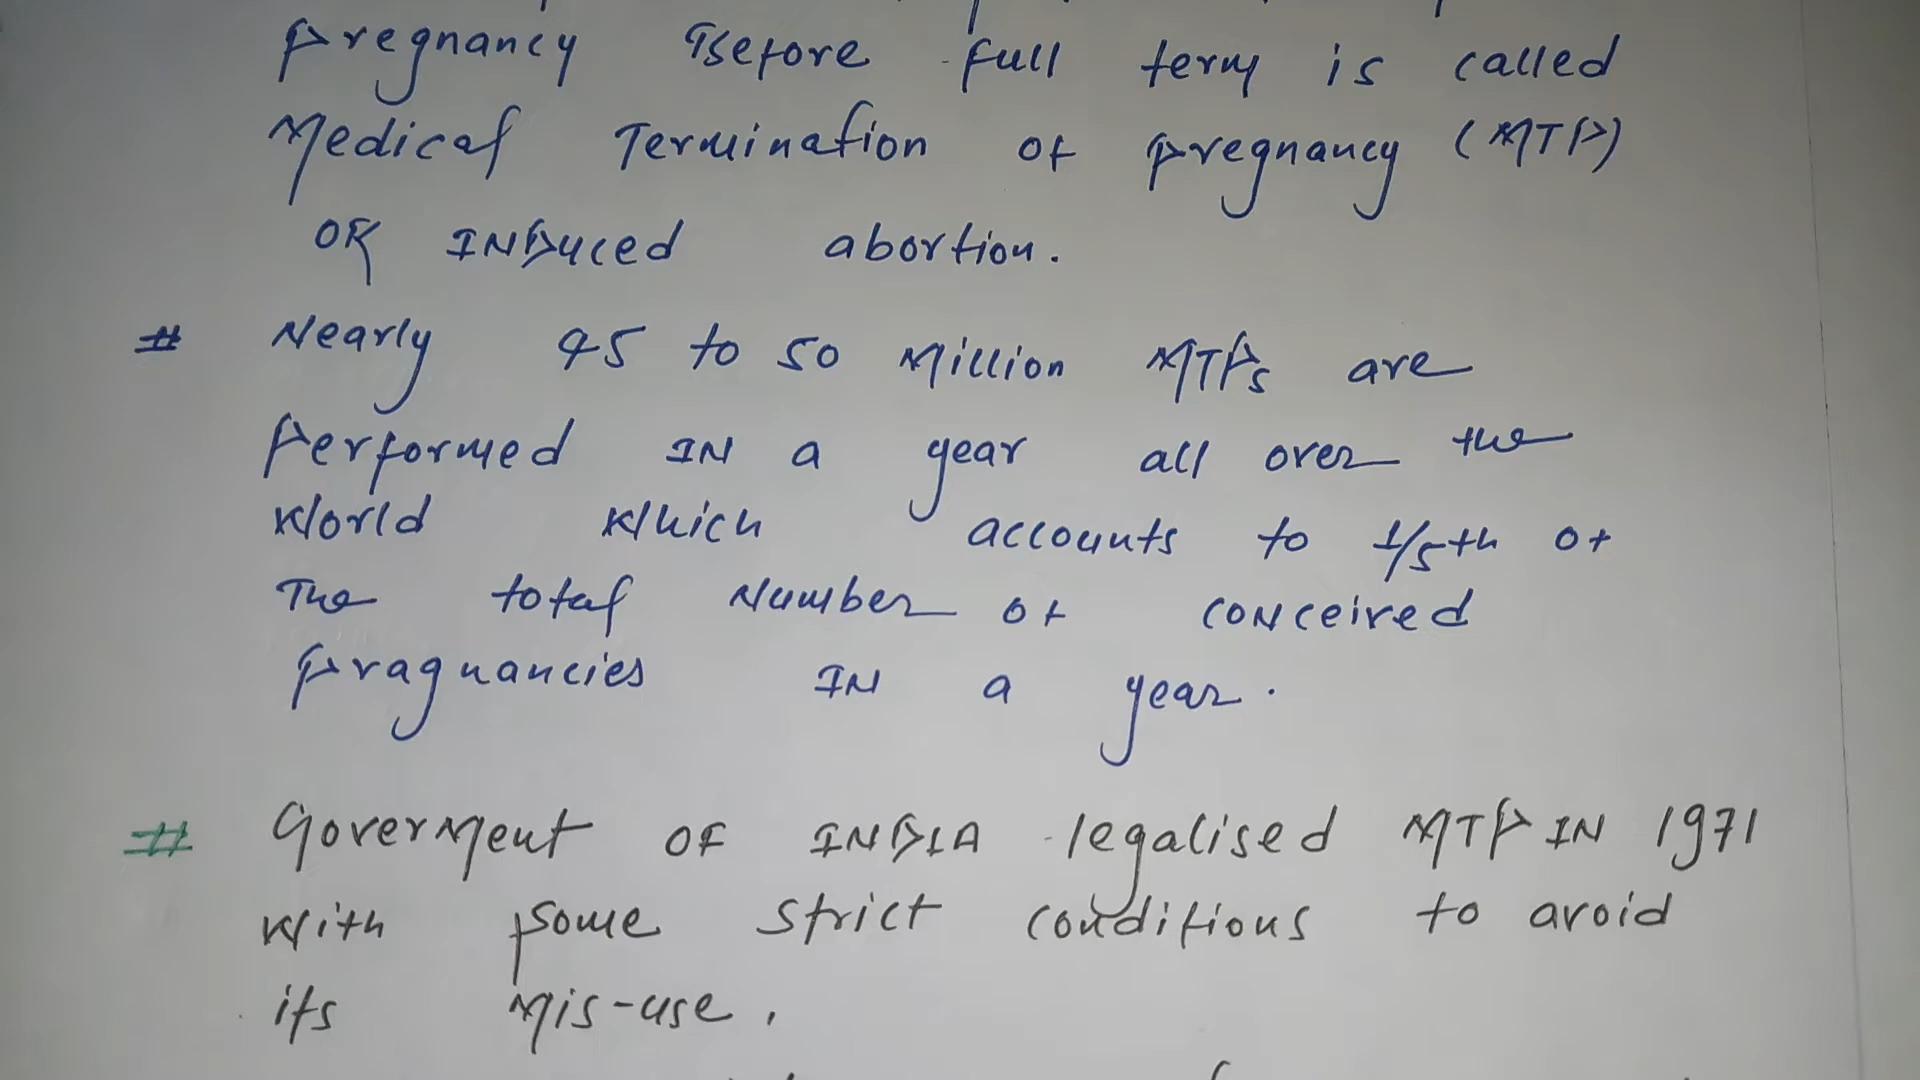 pregnancy Before full term is called
Medical Termination of pregnancy (MTP)
OR INDuced abortion.
# Nearly 45 to 50 Million MTPs are
performed IN a year all over the
World Which accounts to 1/5th of
The total Number of conceived
pragnancies IN a year.
# Goverment OF INDIA legalised MTP IN 1971
With some strict conditions to avoid
its Mis-use.